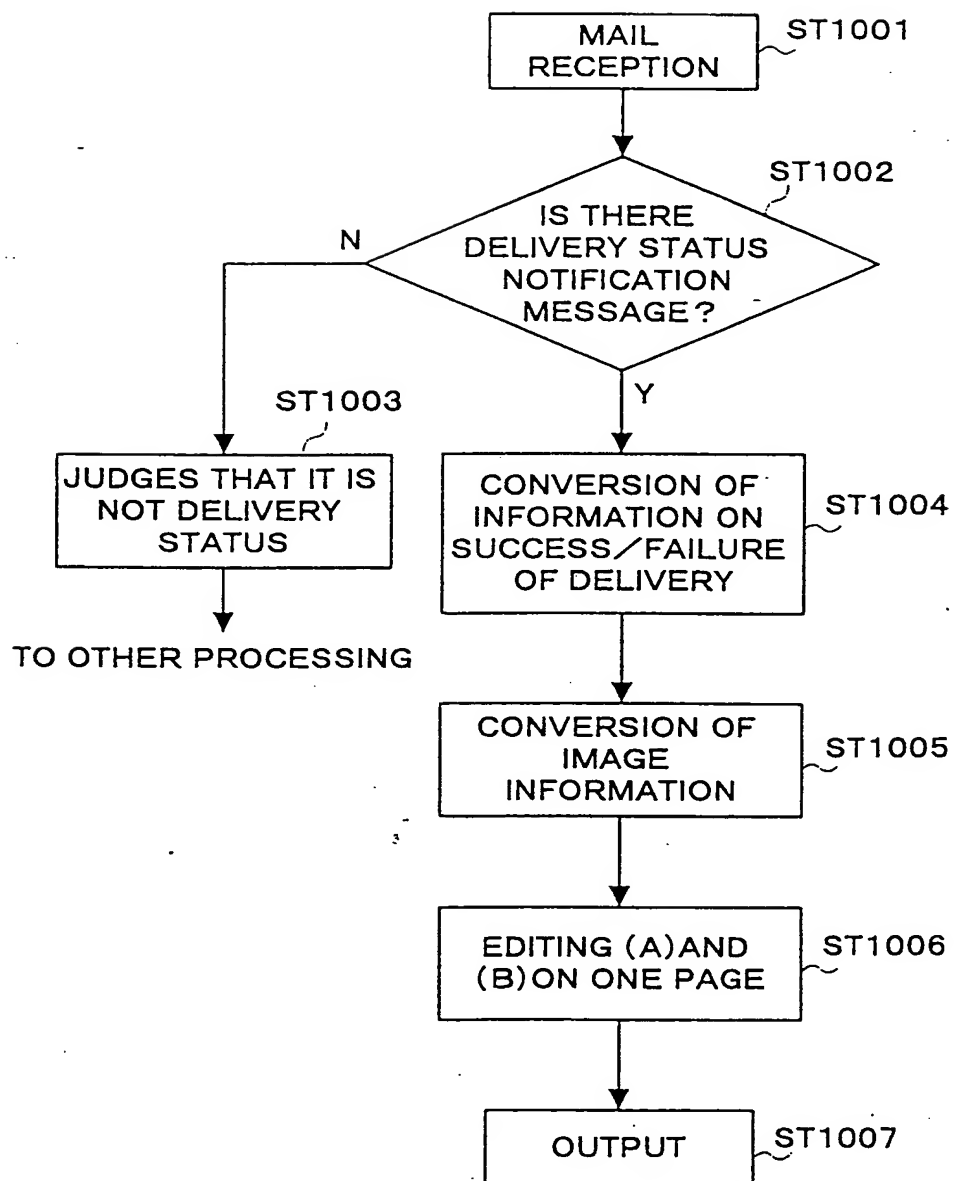 MAIL
RECEPTION
ST1001
ST1002
IS THERE
DELIVERY STATUS
NOTIFICATION
MESSAGE?
N
Y
ST1003
JUDGES THAT IT IS
NOT DELIVERY
STATUS
TO OTHER PROCESSING
CONVERSION OF
INFORMATION ON
SUCCESS/FAILURE
OF DELIVERY
ST1004
CONVERSION OF
IMAGE
INFORMATION
ST1005
EDITING (A)AND
(B)ON ONE PAGE
ST1006
OUTPUT
ST1007